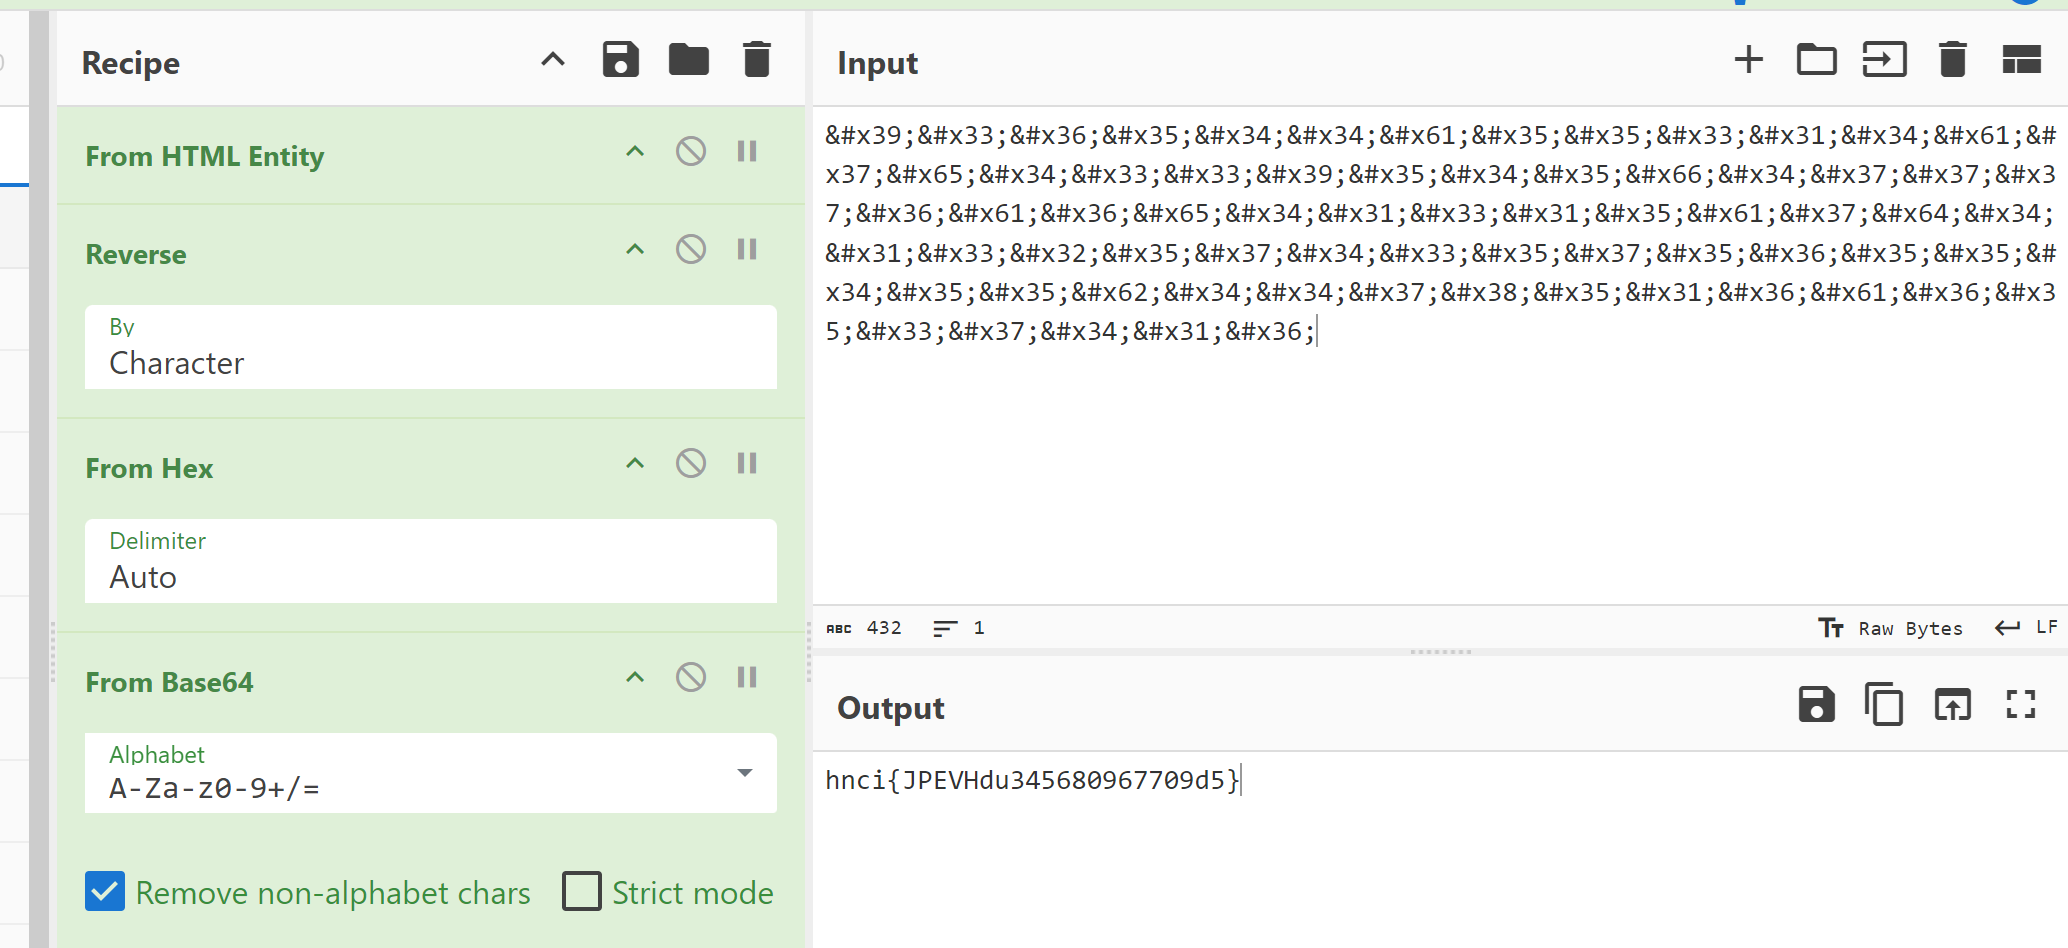 Recipe
From HTML Entity
Reverse
By
Character
From Hex
Delimiter
Auto
From Base64
Alphabet
A-Za-z0-9+/=
Remove non-alphabet chars
Strict mode
Input
&#x39;&#x33;&#x36;&#x35;&#x34;&#x34;&#x61;&#x35;&#x35;&#x33;&#x31;&#x34;&#x61;&#
x37;&#x65;&#x34;&#x33;&#x33;&#x39;&#x35;&#x34;&#x35;&#x66;&#x34;&#x37;&#x37;&#x3
7;&#x36;&#x61;&#x36;&#x65;&#x34;&#x31;&#x33;&#x31;&#x35;&#x61;&#x37;&#x64;&#x34;
&#x31;&#x33;&#x32;&#x35;&#x37;&#x34;&#x33;&#x35;&#x37;&#x35;&#x36;&#x35;&#x35;&#
x34;&#x35;&#x35;&#x62;&#x34;&#x34;&#x37;&#x38;&#x35;&#x31;&#x36;&#x61;&#x36;&#x3
5;&#x33;&#x37;&#x34;&#x31;&#x36;
ABC 432 1
Raw Bytes LF
Output
hnci{JPEVHdu345680967709d5}